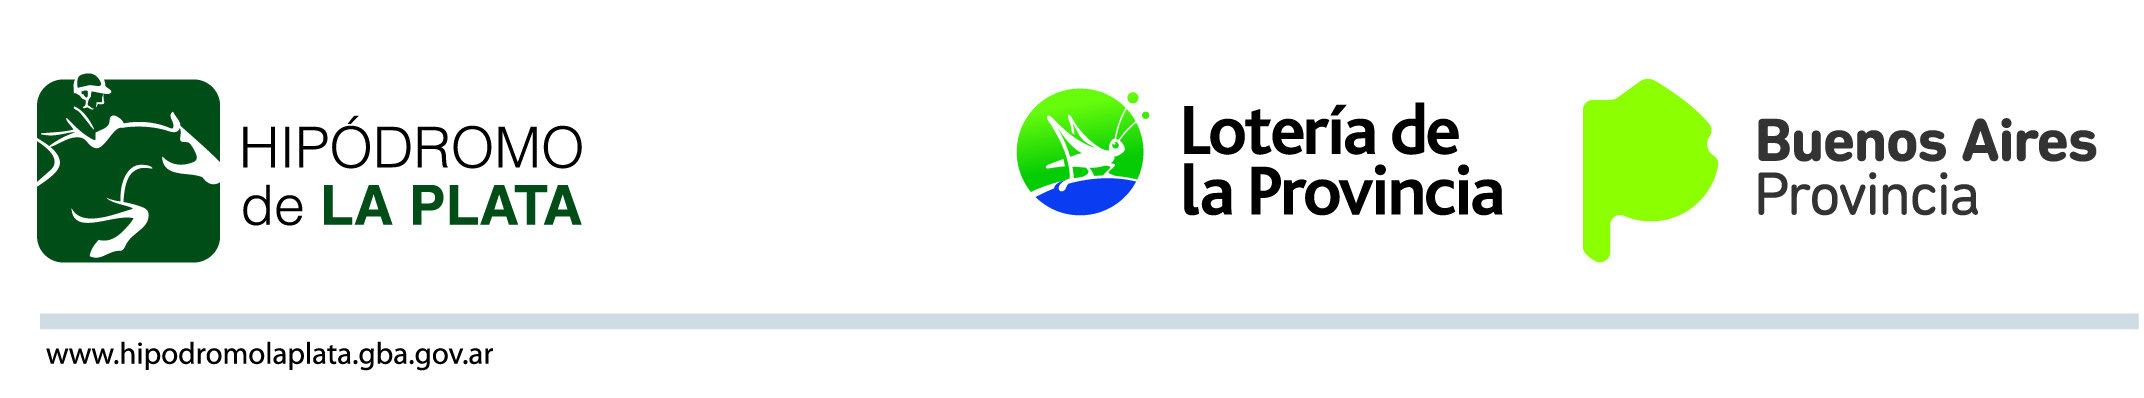 HIPÓDROMO
de LA PLATA
Lotería de
la Provincia
Buenos Aires
Provincia
www.hipodromolaplata.gba.gov.ar